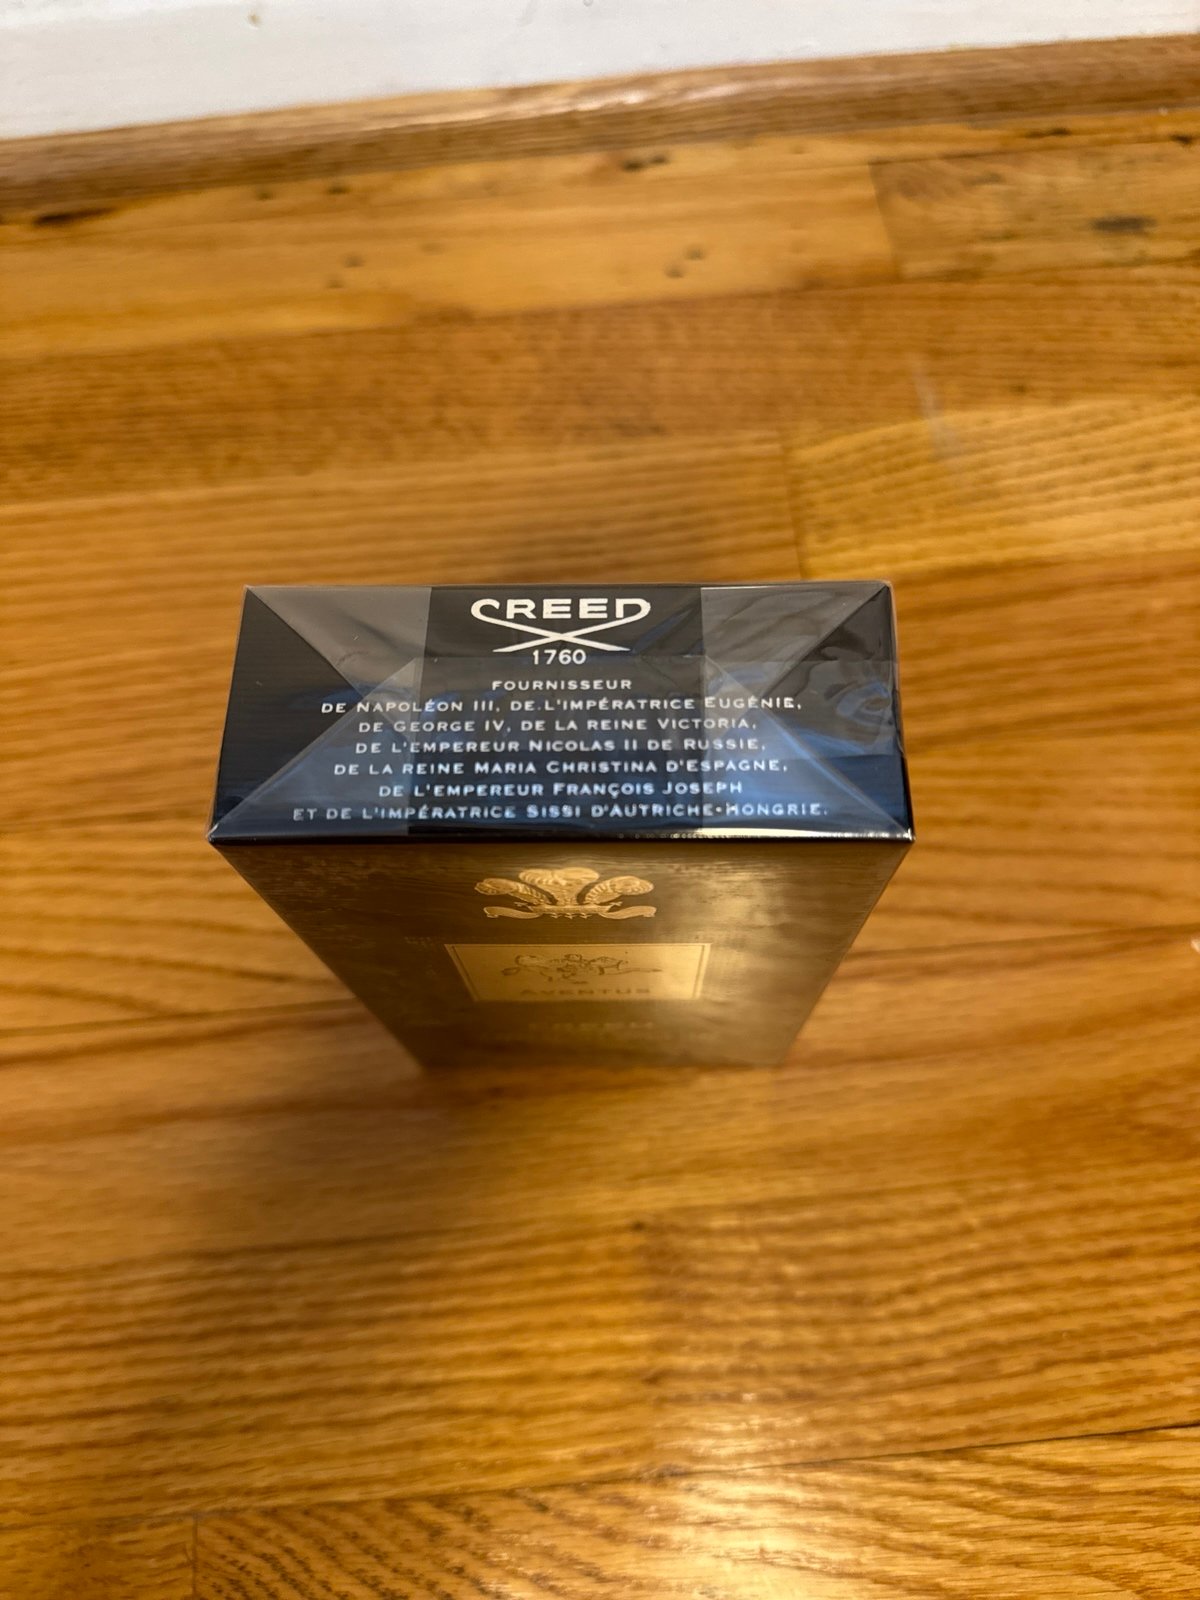 CREED
1760
FOURNISSEUR
DE NAPOLÉON III, DE L'IMPÉRATRICE EUGÉNIE,
DE GEORGE IV, DE LA REINE VICTORIA,
DE L'EMPEREUR NICOLAS II DE RUSSIE,
DE LA REINE MARIA CHRISTINA D'ESPAGNE,
DE L'EMPEREUR FRANÇOIS JOSEPH
ET DE L'IMPÉRATRICE SISSI D'AUTRICHE-HONGRIE.
AVENTUS
CREED